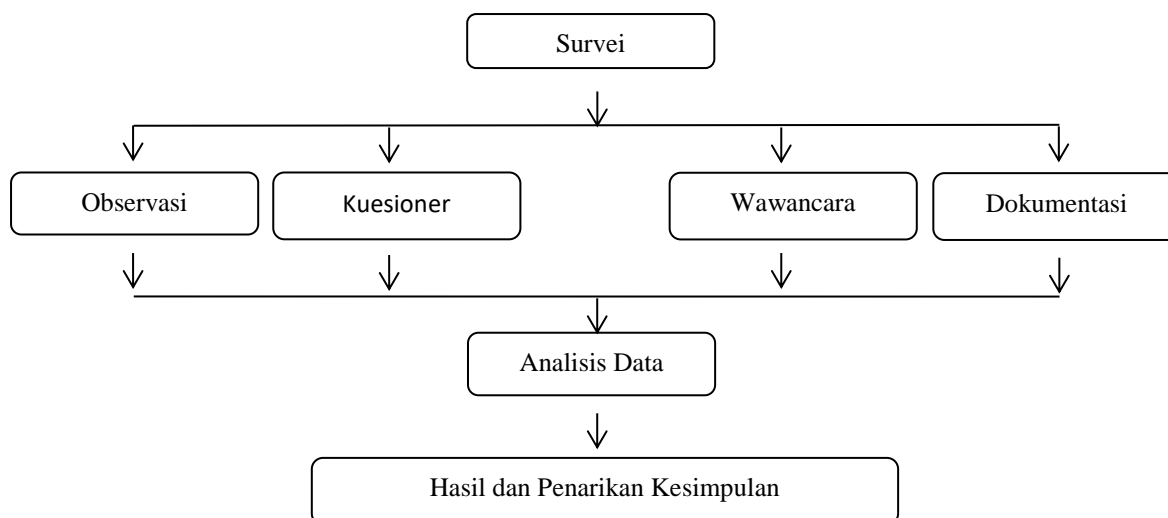 Survei
Observasi
Kuesioner
Wawancara
Dokumentasi
Analisis Data
Hasil dan Penarikan Kesimpulan